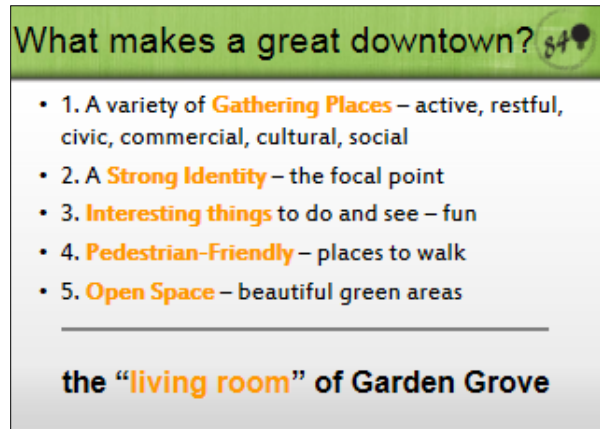 What makes a great downtown?
84
• 1. A variety of Gathering Places – active, restful,
civic, commercial, cultural, social
• 2. A Strong Identity – the focal point
• 3. Interesting things to do and see – fun
• 4. Pedestrian-Friendly – places to walk
• 5. Open Space – beautiful green areas
the “living room” of Garden Grove